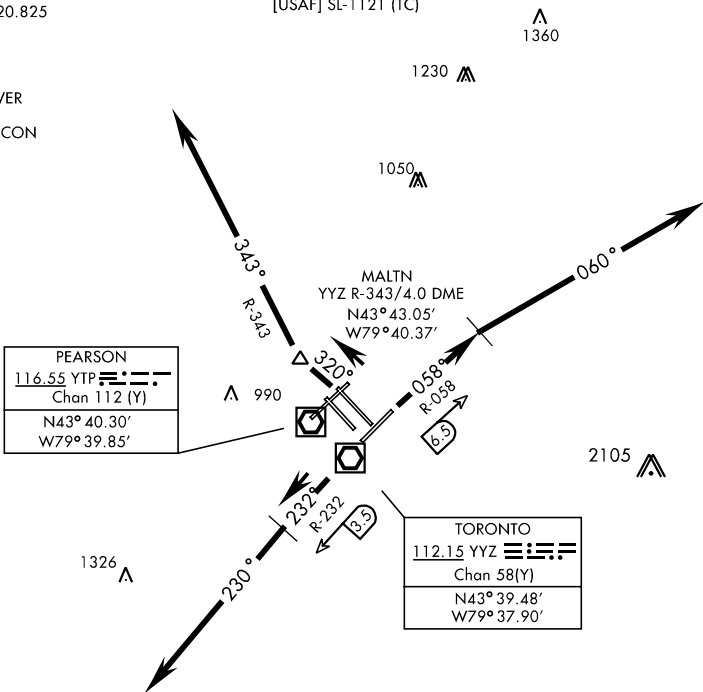 [USAF] SL-1121 (TC)
20.825
1360
1230
VER
CON
1050
343°
R-343
060°
MALTN
YYZ R-343/4.0 DME
N43°43.05′
W79°40.37′
320°
058°
R-058
6.5
PEARSON
116.55 YTP
Chan 112 (Y)
N43° 40.30′
W79° 39.85′
990
2105
232°
R-232
3.5
TORONTO
112.15 YYZ
Chan 58(Y)
N43° 39.48′
W79° 37.90′
1326
230°